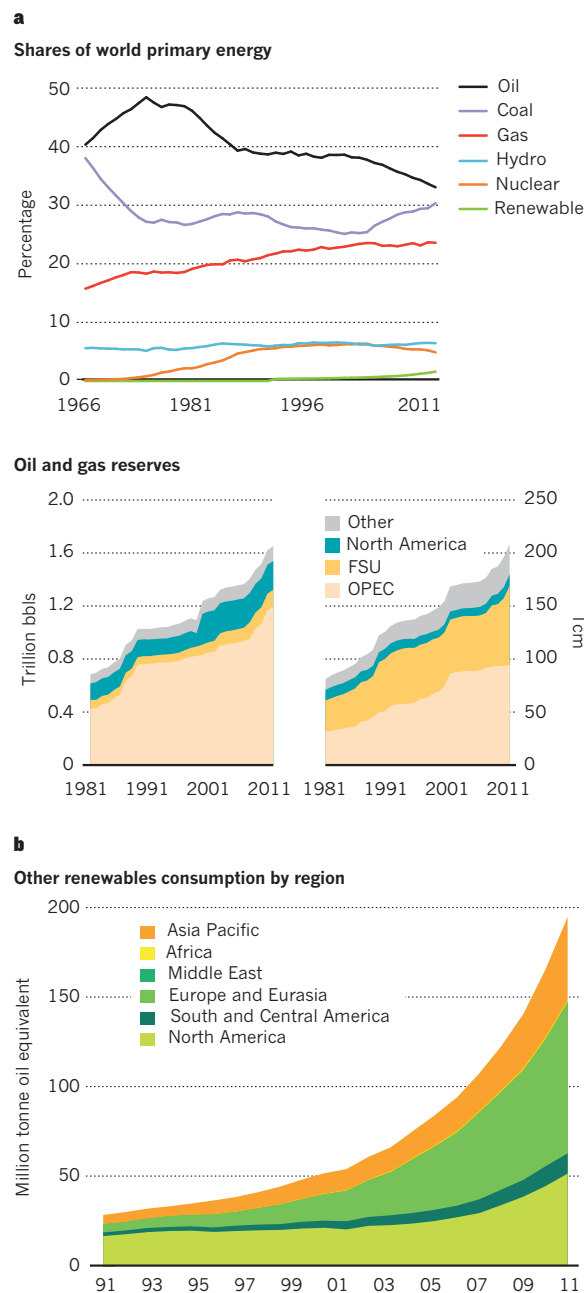 a
Shares of world primary energy
50
40
30
20
10
0
Percentage
1966 1981 1996 2011
Oil
Coal
Gas
Hydro
Nuclear
Renewable
Oil and gas reserves
2.0
1.6
1.2
0.8
0.4
0
Trillion bbls
1981 1991 2001 2011
Other
North America
FSU
OPEC
250
200
150
100
50
0
Tcm
1981 1991 2001 2011
b
Other renewables consumption by region
200
150
100
50
0
Million tonne oil equivalent
Asia Pacific
Africa
Middle East
Europe and Eurasia
South and Central America
North America
91 93 95 97 99 01 03 05 07 09 11